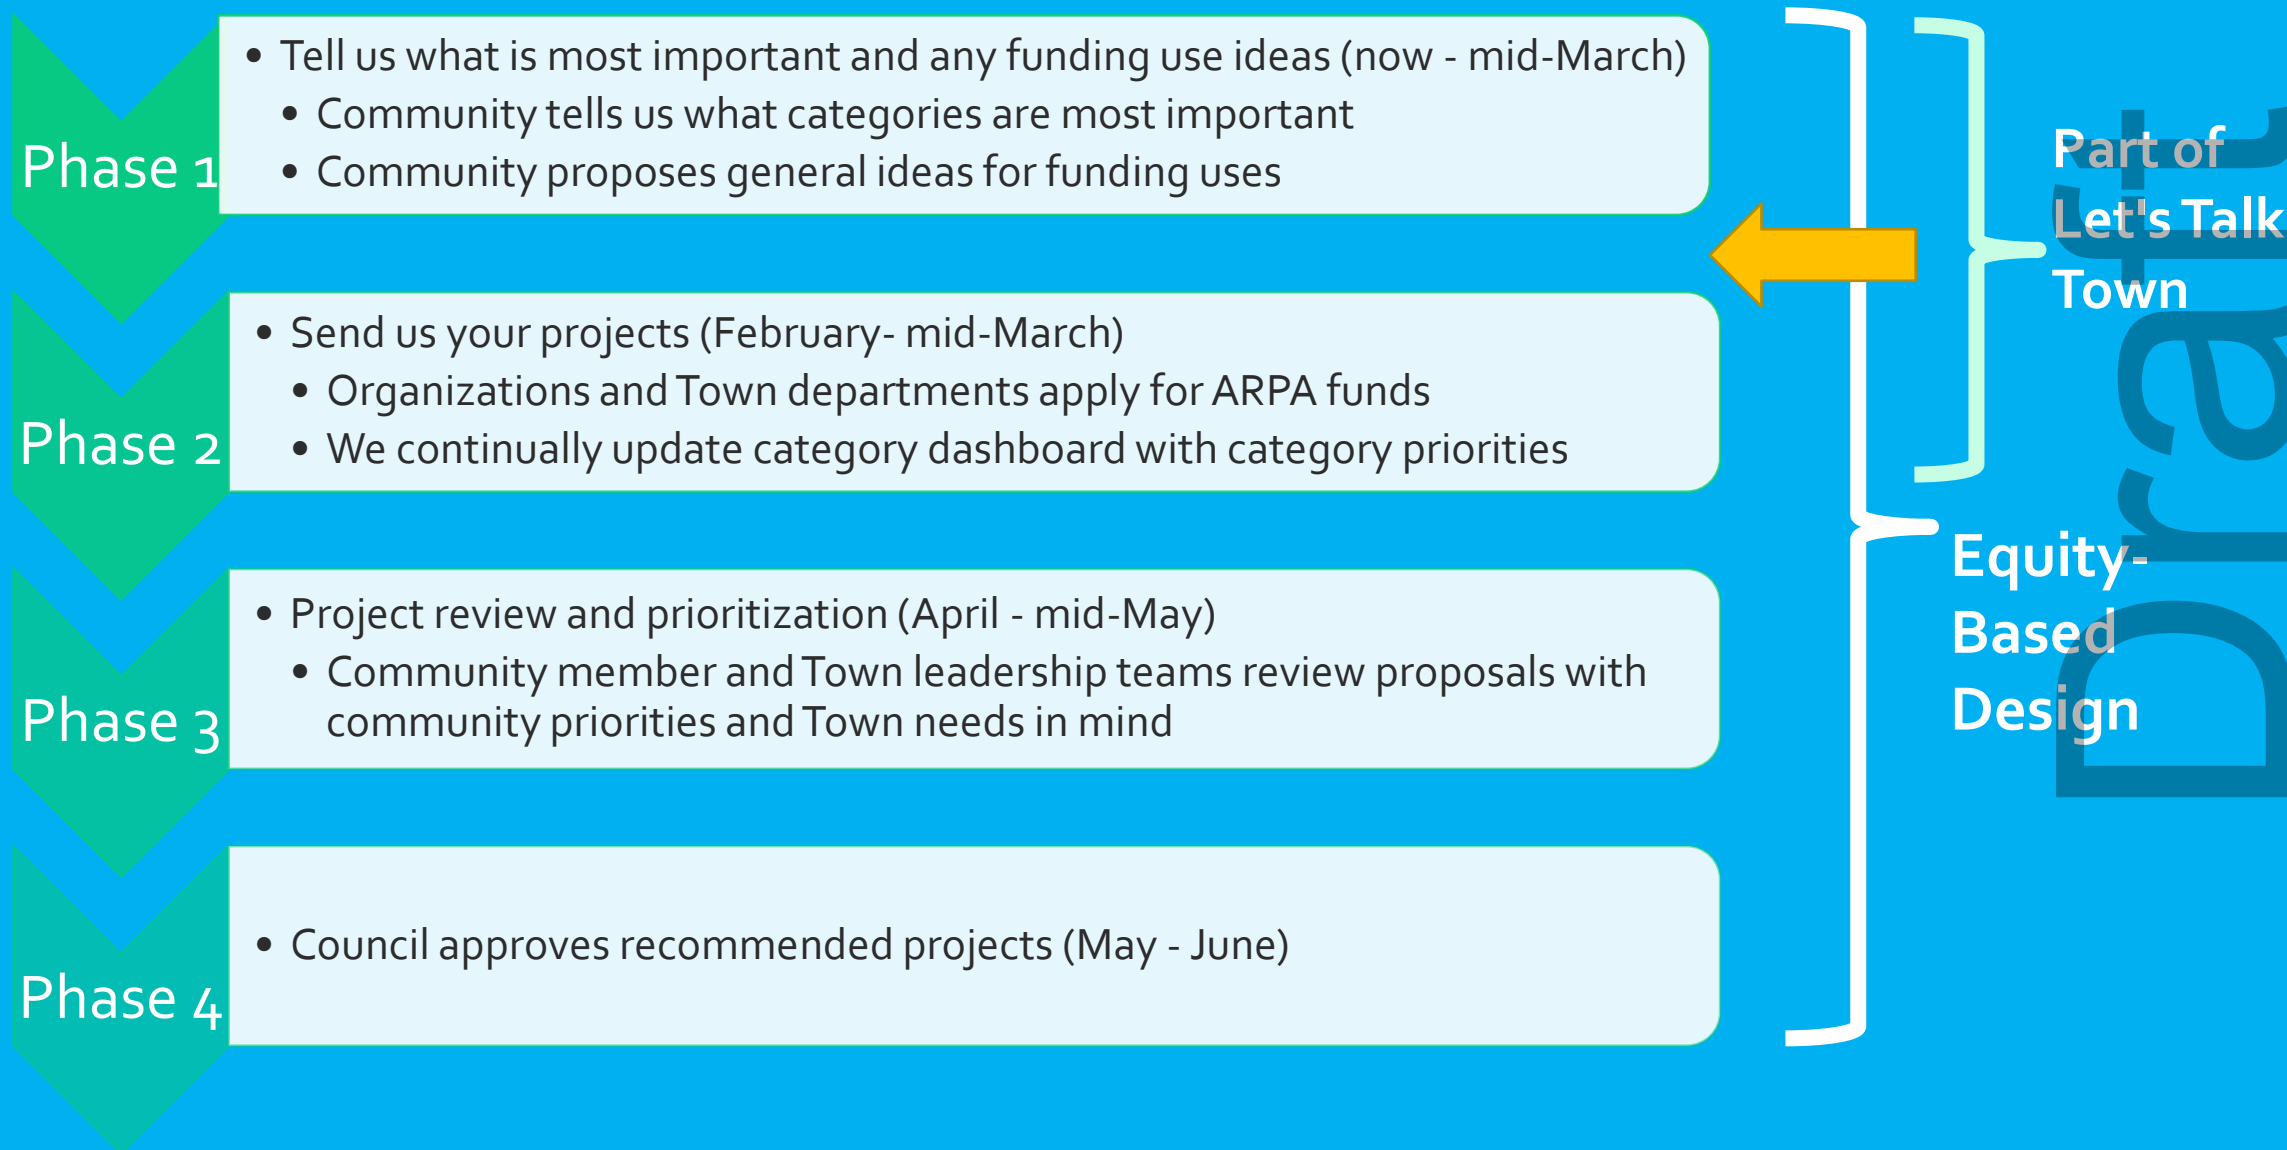 Phase 1
• Tell us what is most important and any funding use ideas (now - mid-March)
• Community tells us what categories are most important
• Community proposes general ideas for funding uses
Phase 2
• Send us your projects (February- mid-March)
• Organizations and Town departments apply for ARPA funds
• We continually update category dashboard with category priorities
Phase 3
• Project review and prioritization (April - mid-May)
• Community member and Town leadership teams review proposals with
community priorities and Town needs in mind
Phase 4
• Council approves recommended projects (May - June)
Part of
Let's Talk
Town
Equity-
Based
Design
Draft